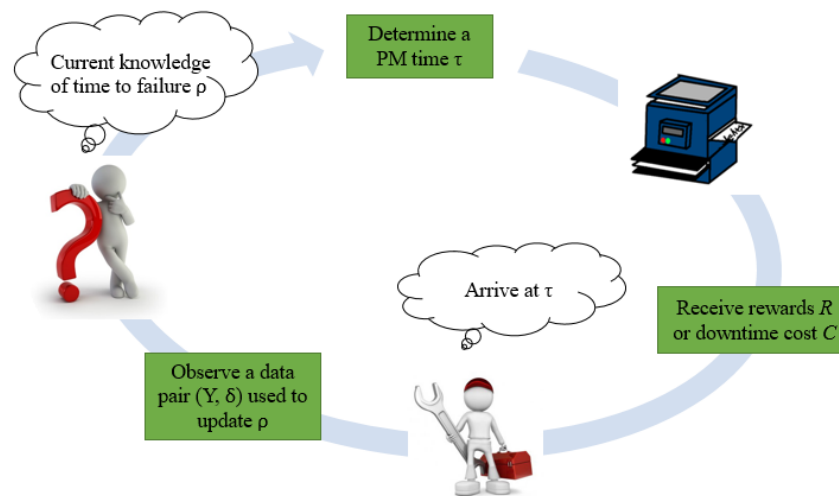 Current knowledge
of time to failure ρ
Determine a
PM time τ
Arrive at τ
Receive rewards R
or downtime cost C
Observe a data
pair (Y, δ) used to
update ρ